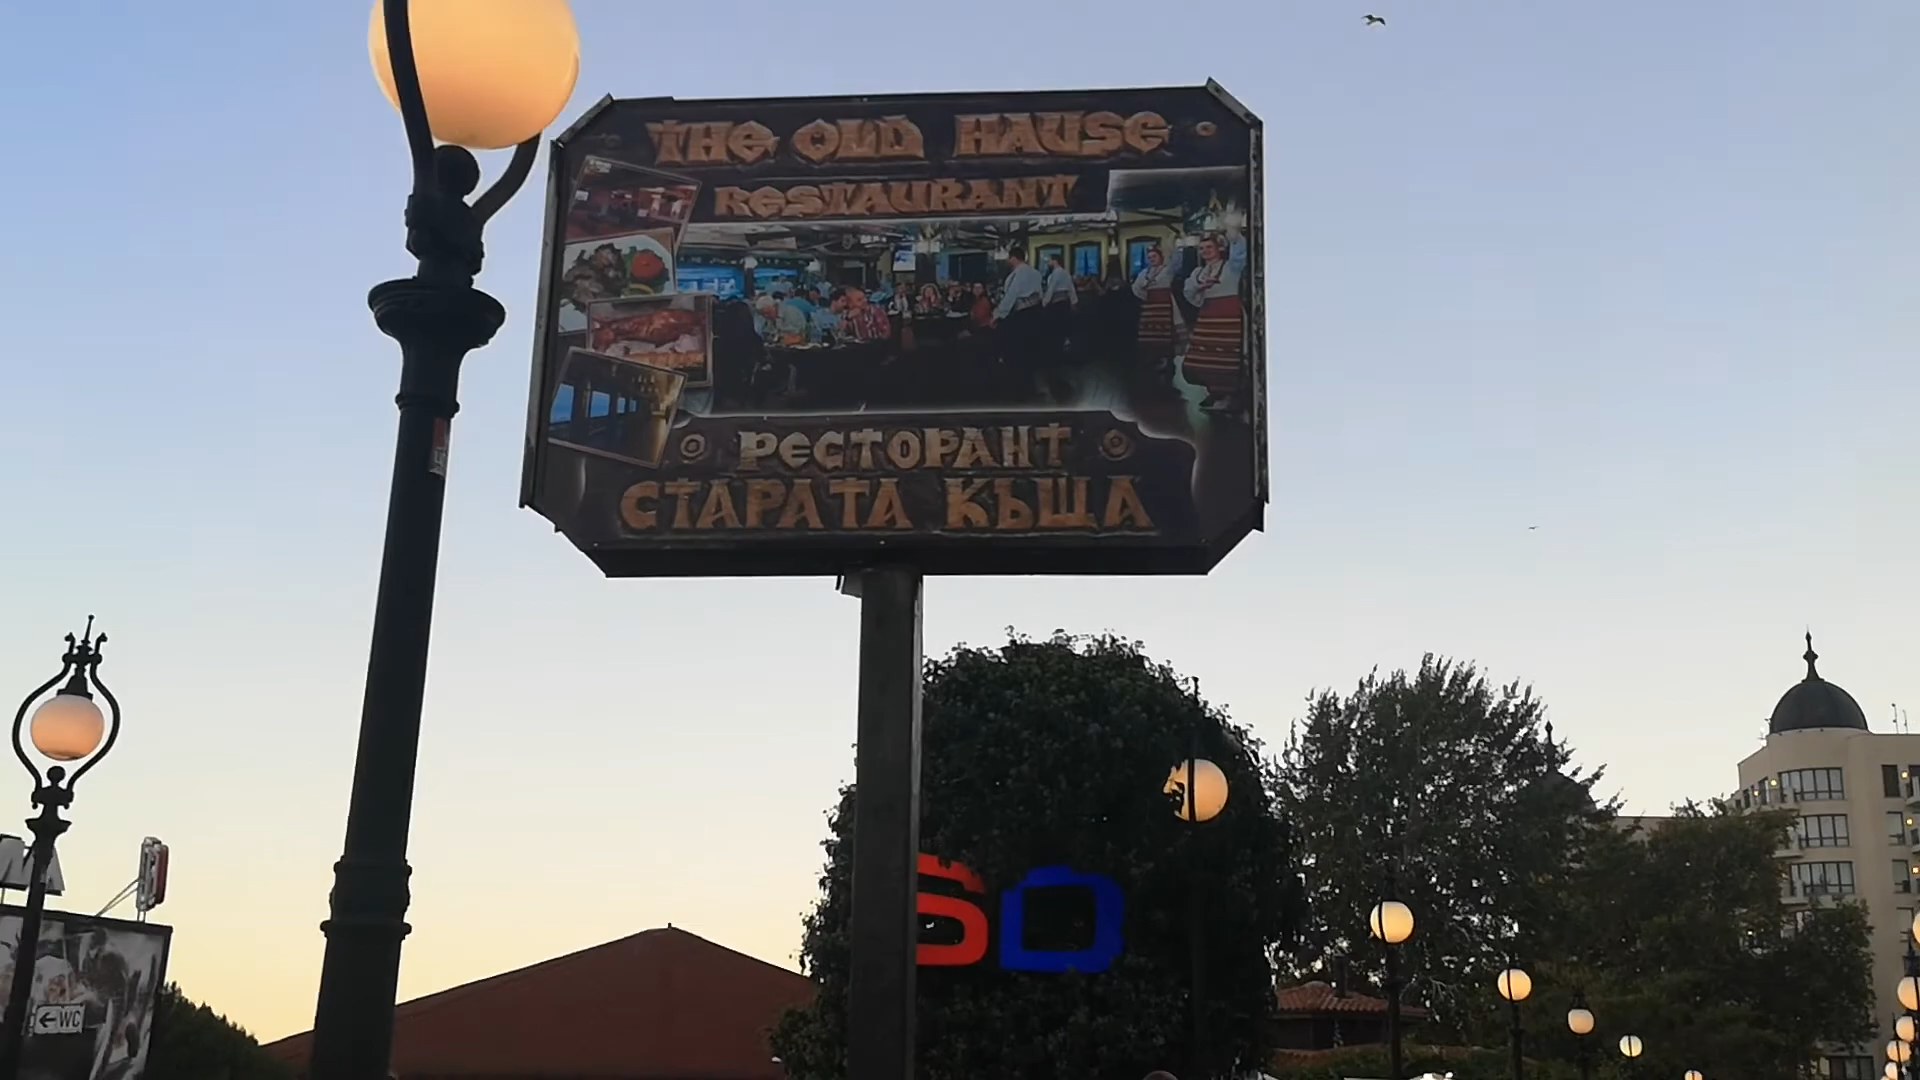 THE OLD HAUSE
RESTAURANT
РЕСТОРАНТ
СТАРАТА КЪЩА
←WC